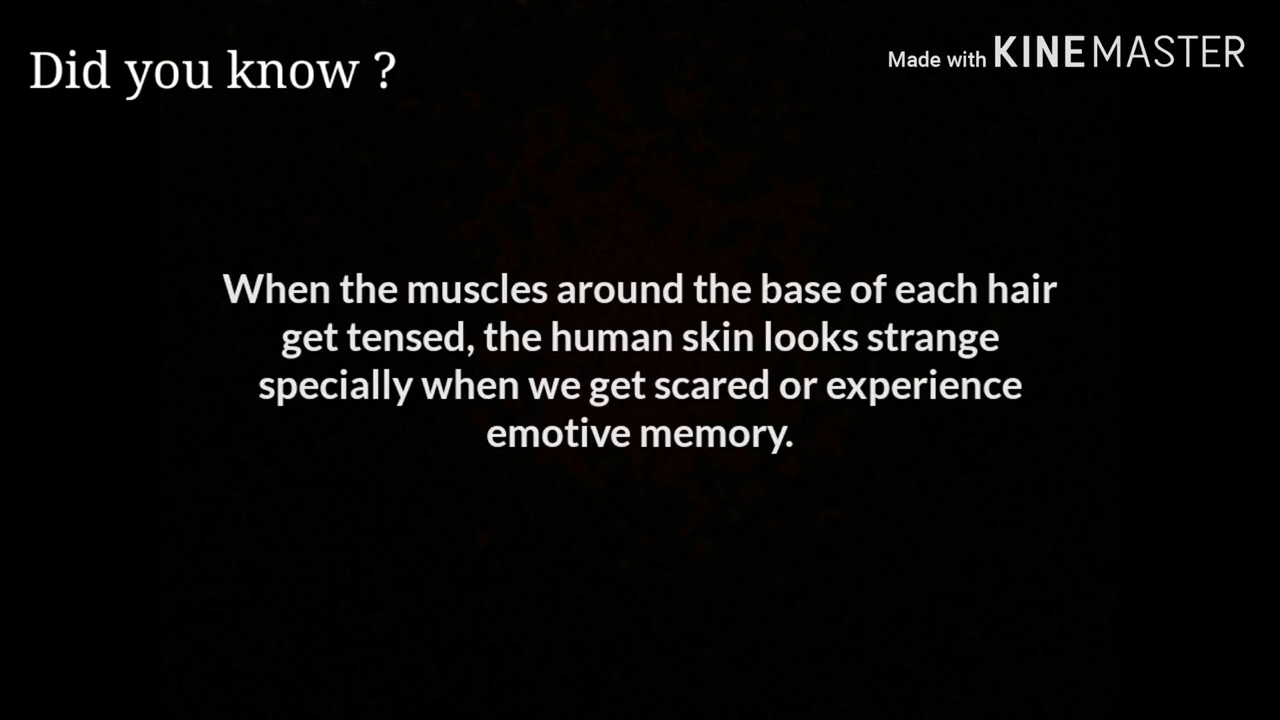 Did you know ?
Made with KINEMASTER
When the muscles around the base of each hair
get tensed, the human skin looks strange
specially when we get scared or experience
emotive memory.